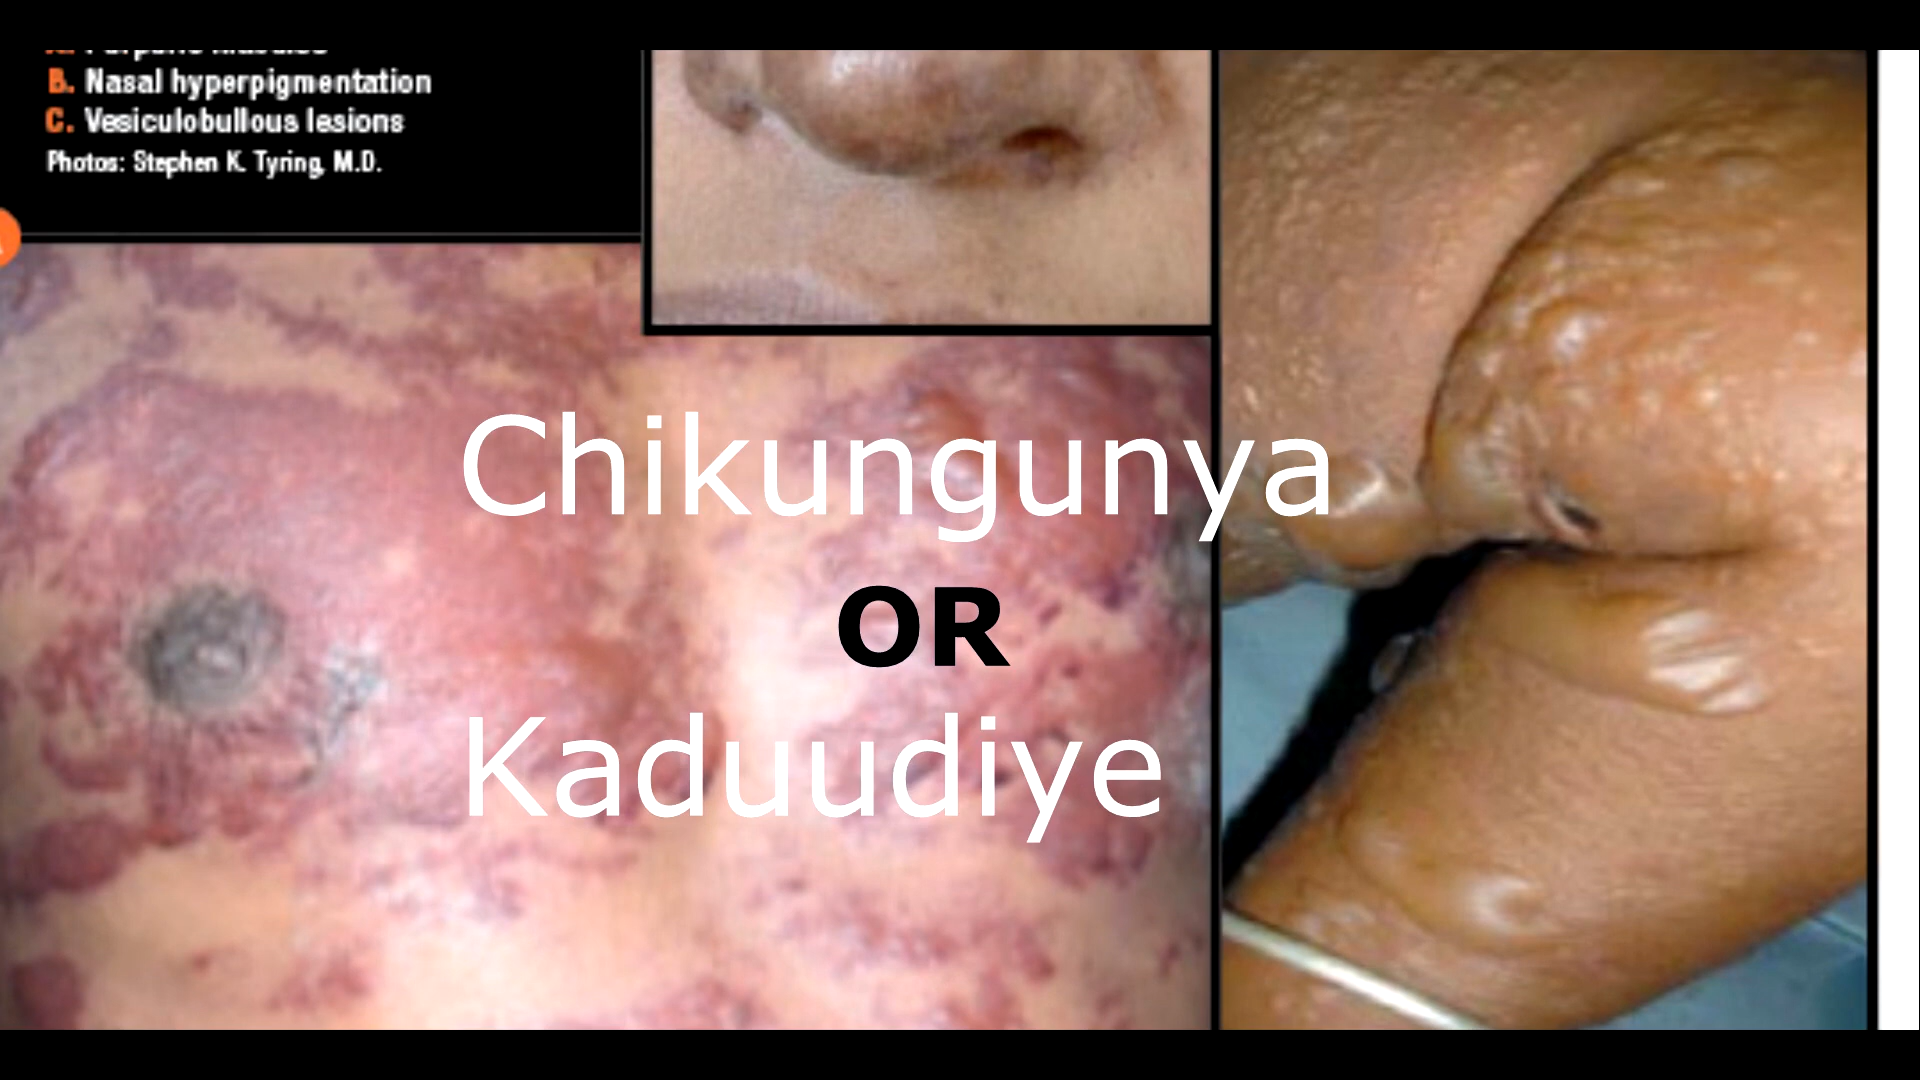 B. Nasal hyperpigmentation
C. Vesiculobullous lesions
Photos: Stephen K. Tyring, M.D.
Chikungunya
OR
Kaduudiye